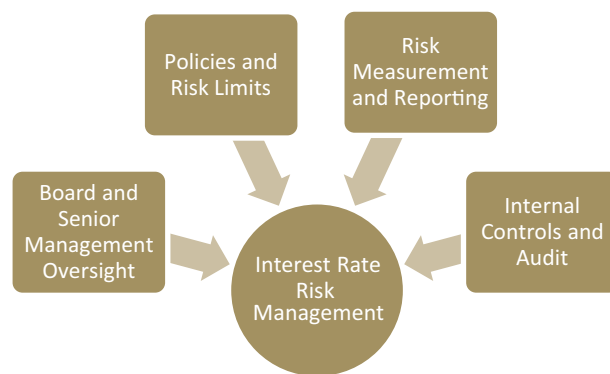 Policies and
Risk Limits
Risk
Measurement
and Reporting
Board and
Senior
Management
Oversight
Internal
Controls and
Audit
Interest Rate
Risk
Management